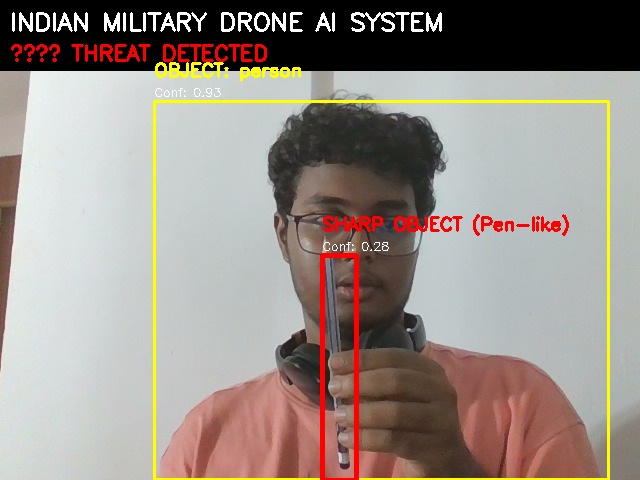 INDIAN MILITARY DRONE AI SYSTEM
???? THREAT DETECTED
OBJECT: person
Conf: 0.93
SHARP OBJECT (Pen-like)
Conf: 0.28